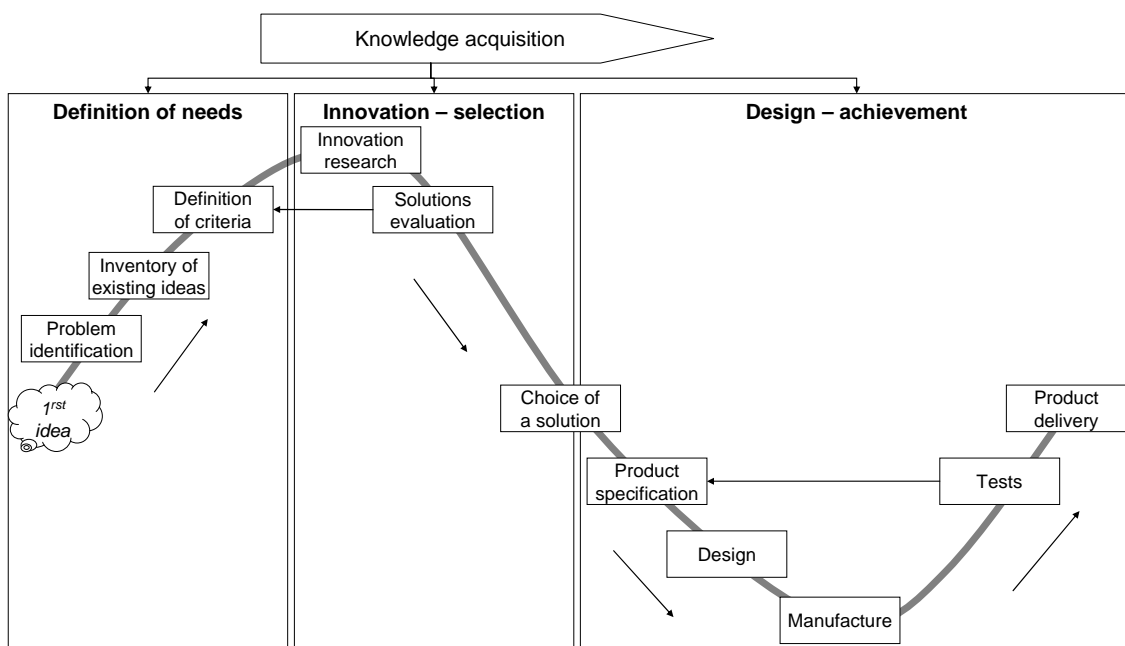 Knowledge acquisition
Definition of needs
Innovation – selection
Design – achievement
Innovation
research
Definition
of criteria
Solutions
evaluation
Inventory of
existing ideas
Problem
identification
1rst
idea
Choice of
a solution
Product
delivery
Product
specification
Tests
Design
Manufacture